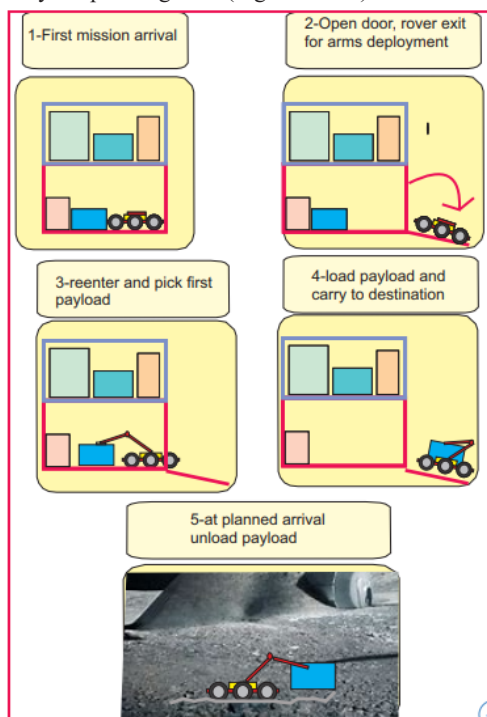 1-First mission arrival
2-Open door, rover exit
for arms deployment
I
3-reenter and pick first
payload
4-load payload and
carry to destination
5-at planned arrival
unload payload